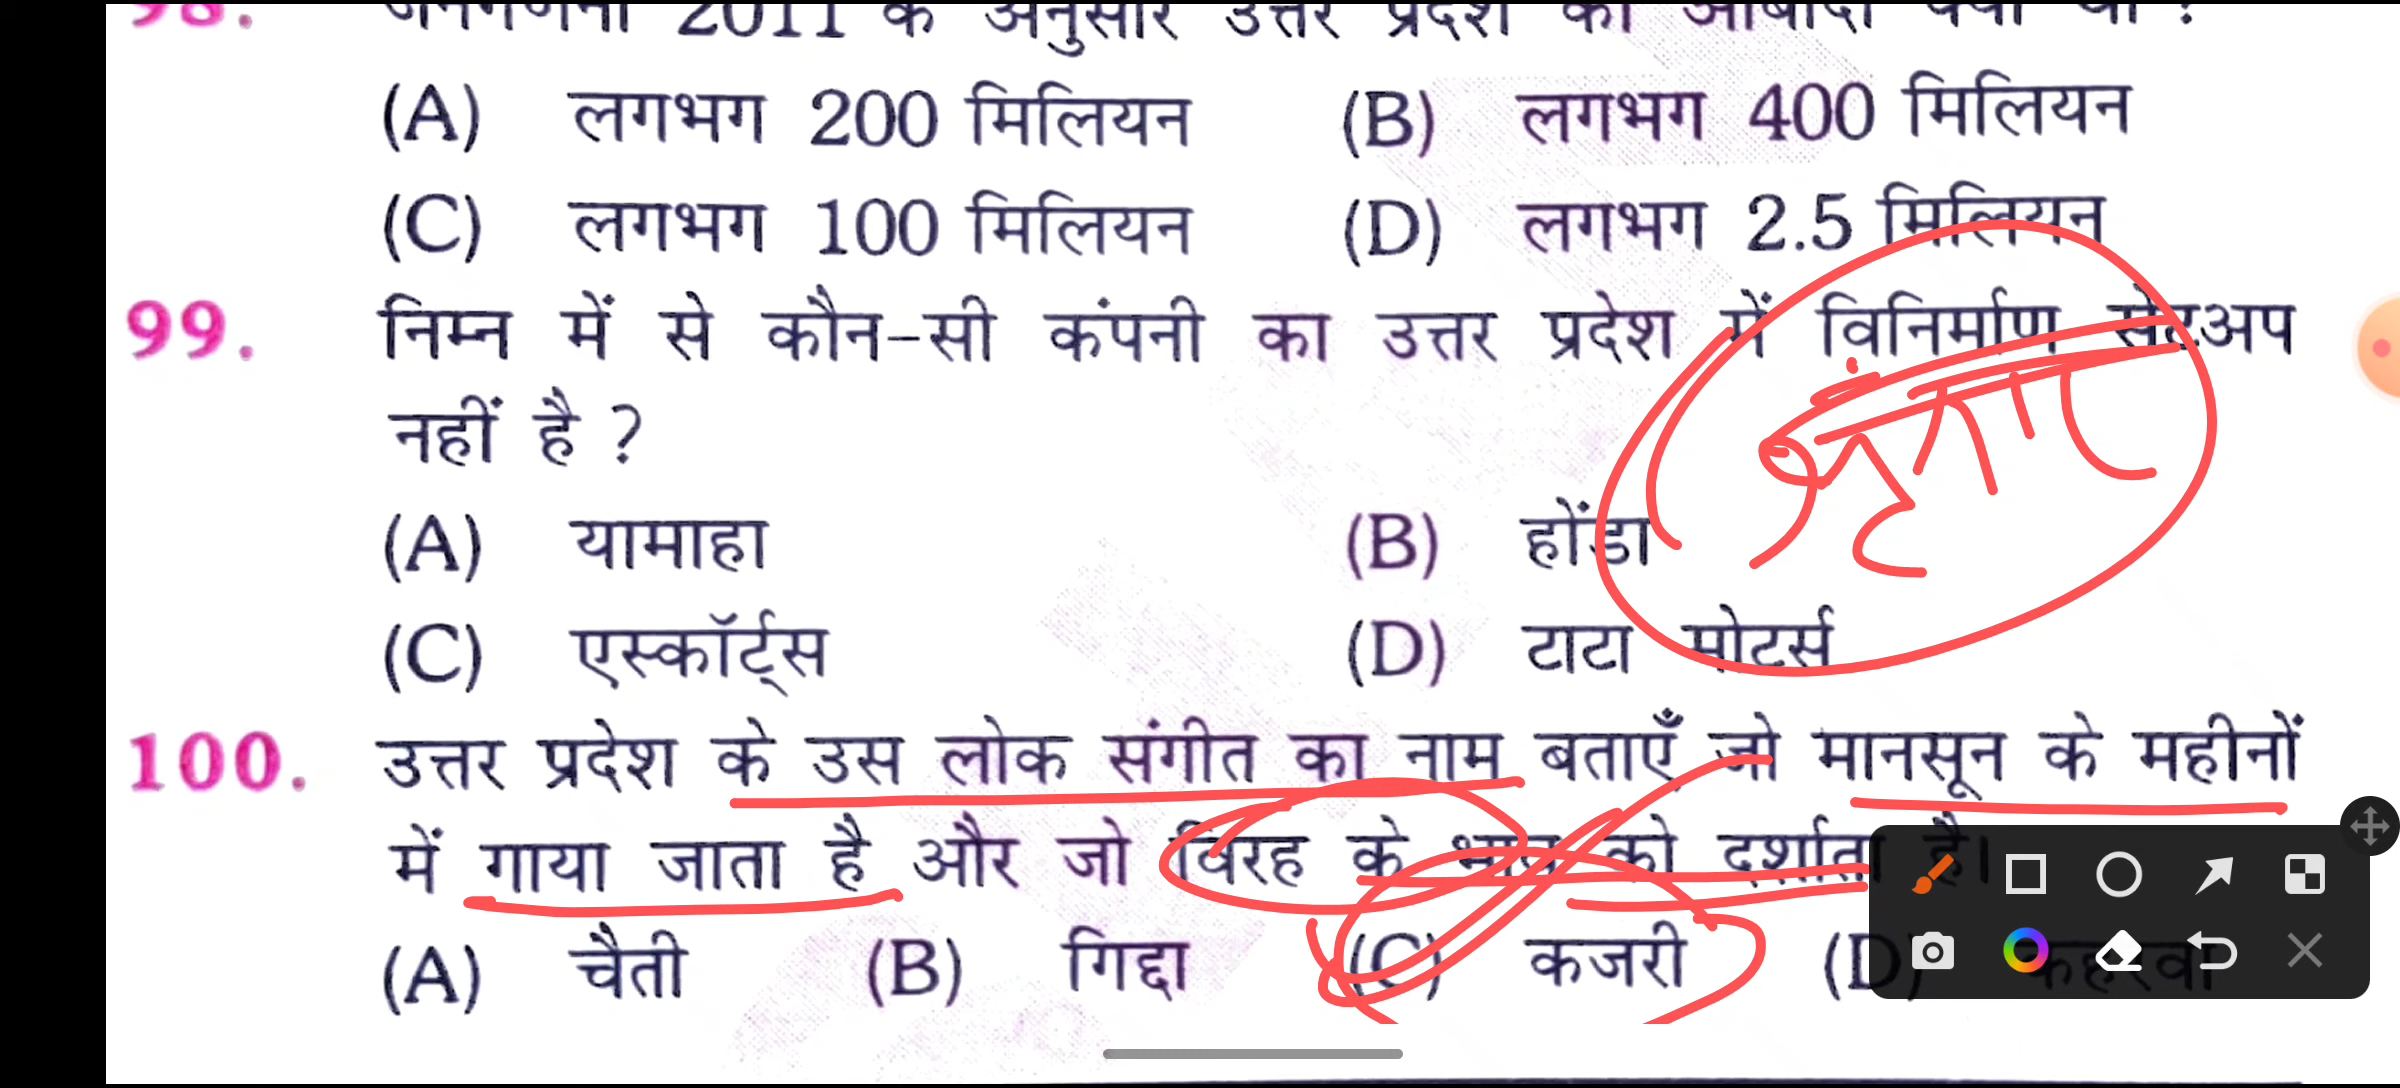 98. जनगणना 2011 के अनुसार उत्तर प्रदेश की आबादी क्या थी ?
(A) लगभग 200 मिलियन (B) लगभग 400 मिलियन
(C) लगभग 100 मिलियन (D) लगभग 2.5 मिलियन
99. निम्न में से कौन-सी कंपनी का उत्तर प्रदेश में विनिर्माण सेटअप
नहीं है ?
शृंगार
(A) यामाहा (B) होंडा
(C) एस्कॉर्ट्स (D) टाटा मोटर्स
100. उत्तर प्रदेश के उस लोक संगीत का नाम बताएँ जो मानसून के महीनों
में गाया जाता है और जो विरह के भाव को दर्शाता है।
(A) चैती (B) गिद्दा (C) कजरी (D) कहरवा